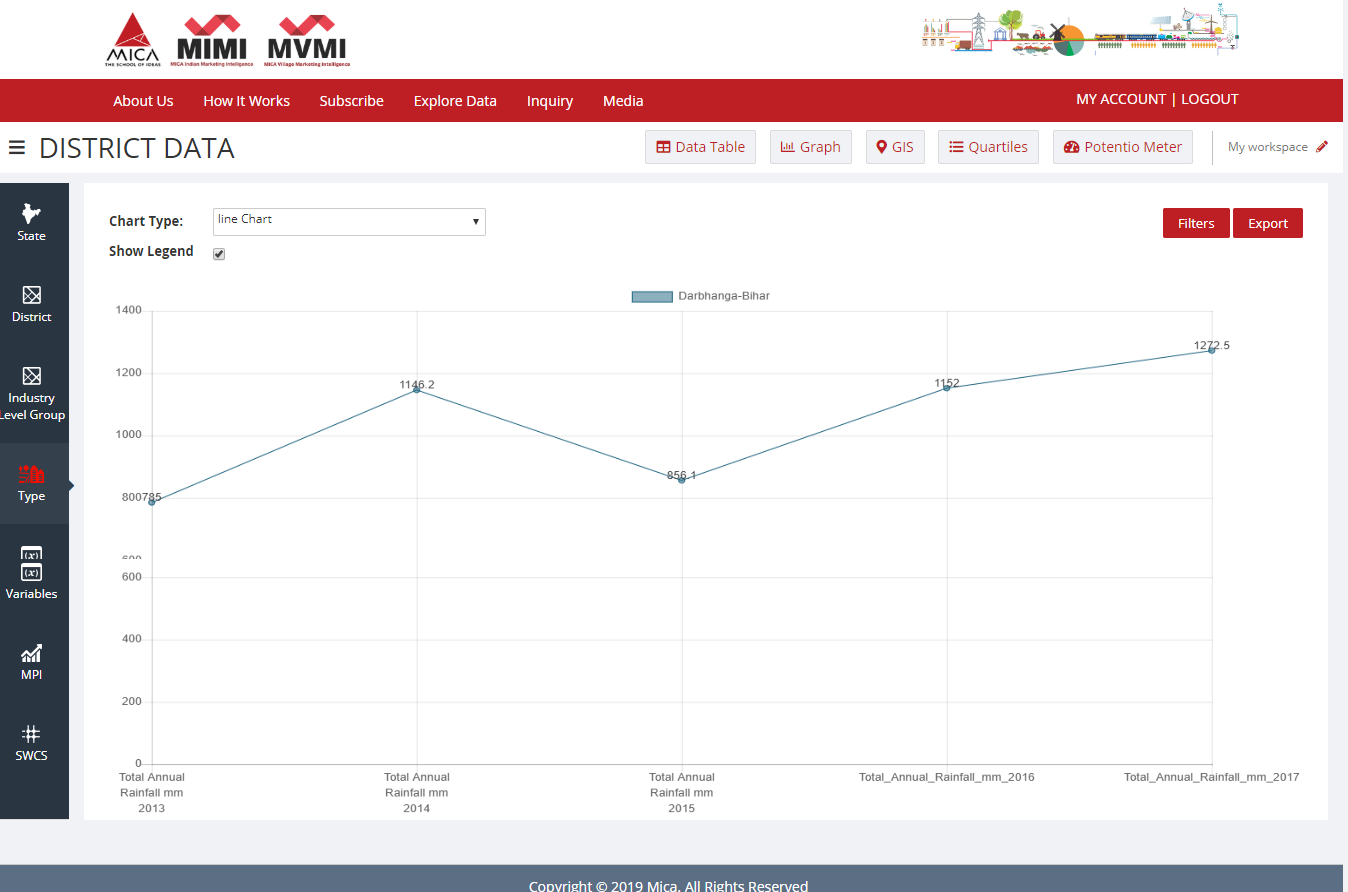 MICA
THE SCHOOL OF IDEAS
MIMI
MICA Indian Marketing Intelligence
MVMI
MICA Village Marketing Intelligence
About Us How It Works Subscribe Explore Data Inquiry Media
MY ACCOUNT | LOGOUT
DISTRICT DATA
Data Table Graph GIS Quartiles Potentio Meter My workspace
State
District
Industry
Level Group
Type
(x)
(x)
Variables
MPI
SWCS
Chart Type: line Chart
Filters Export
Show Legend
Darbhanga-Bihar
1400
1272.5
1200
1146.2
1152
1000
856.1
800
785
600
600
400
200
0
Total Annual
Rainfall mm
2013
Total Annual
Rainfall mm
2014
Total Annual
Rainfall mm
2015
Total_Annual_Rainfall_mm_2016
Total_Annual_Rainfall_mm_2017
Copyright © 2019 Mica. All Rights Reserved